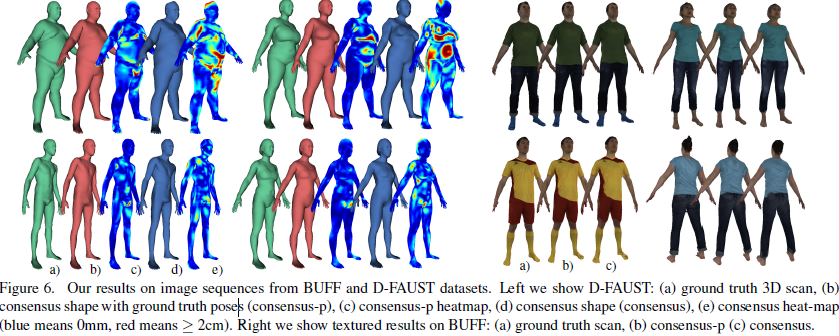 a) b) c) d) e) a) b) c)
Figure 6. Our results on image sequences from BUFF and D-FAUST datasets. Left we show D-FAUST: (a) ground truth 3D scan, (b)
consensus shape with ground truth poses (consensus-p), (c) consensus-p heatmap, (d) consensus shape (consensus), (e) consensus heat-map
(blue means 0mm, red means ≥ 2cm). Right we show textured results on BUFF: (a) ground truth scan, (b) consensus-p (c) consensus.